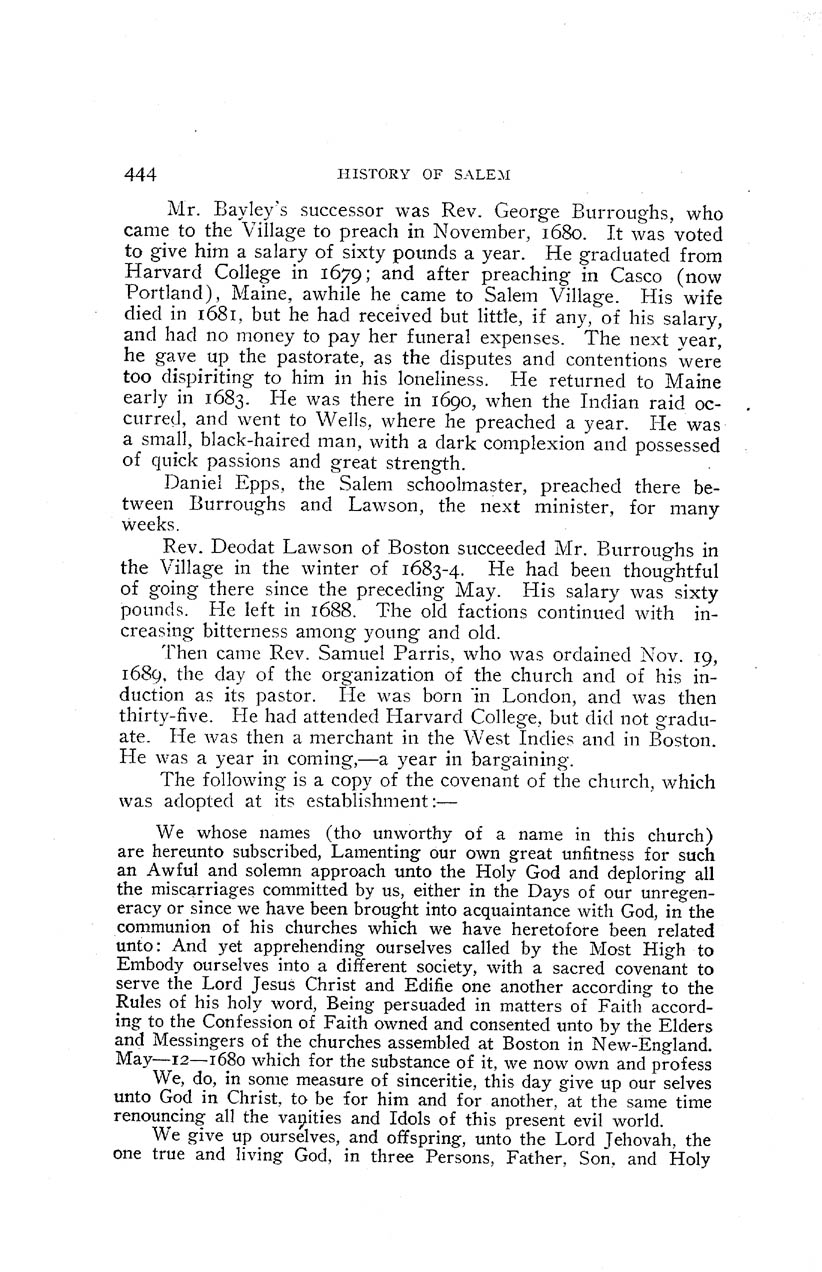 444 HISTORY OF SALEM
Mr. Bayley's successor was Rev. George Burroughs, who
came to the Village to preach in November, 1680. It was voted
to give him a salary of sixty pounds a year. He graduated from
Harvard College in 1679; and after preaching in Casco (now
Portland), Maine, awhile he came to Salem Village. His wife
died in 1681, but he had received but little, if any, of his salary,
and had no money to pay her funeral expenses. The next year,
he gave up the pastorate, as the disputes and contentions were
too dispiriting to him in his loneliness. He returned to Maine
early in 1683. He was there in 1690, when the Indian raid oc-
curred, and went to Wells, where he preached a year. He was
a small, black-haired man, with a dark complexion and possessed
of quick passions and great strength.
Daniel Epps, the Salem schoolmaster, preached there be-
tween Burroughs and Lawson, the next minister, for many
weeks.
Rev. Deodat Lawson of Boston succeeded Mr. Burroughs in
the Village in the winter of 1683-4. He had been thoughtful
of going there since the preceding May. His salary was sixty
pounds. He left in 1688. The old factions continued with in-
creasing bitterness among young and old.
Then came Rev. Samuel Parris, who was ordained Nov. 19,
1689, the day of the organization of the church and of his in-
duction as its pastor. He was born in London, and was then
thirty-five. He had attended Harvard College, but did not gradu-
ate. He was then a merchant in the West Indies and in Boston.
He was a year in coming,—a year in bargaining.
The following is a copy of the covenant of the church, which
was adopted at its establishment:—
We whose names (tho unworthy of a name in this church)
are hereunto subscribed, Lamenting our own great unfitness for such
an Awful and solemn approach unto the Holy God and deploring all
the miscarriages committed by us, either in the Days of our unregen-
eracy or since we have been brought into acquaintance with God, in the
communion of his churches which we have heretofore been related
unto: And yet apprehending ourselves called by the Most High to
Embody ourselves into a different society, with a sacred covenant to
serve the Lord Jesus Christ and Edifie one another according to the
Rules of his holy word, Being persuaded in matters of Faith accord-
ing to the Confession of Faith owned and consented unto by the Elders
and Messingers of the churches assembled at Boston in New-England.
May—12—1680 which for the substance of it, we now own and profess
We, do, in some measure of sinceritie, this day give up our selves
unto God in Christ, to be for him and for another, at the same time
renouncing all the vanities and Idols of this present evil world.
We give up ourselves, and offspring, unto the Lord Jehovah, the
one true and living God, in three Persons, Father, Son, and Holy